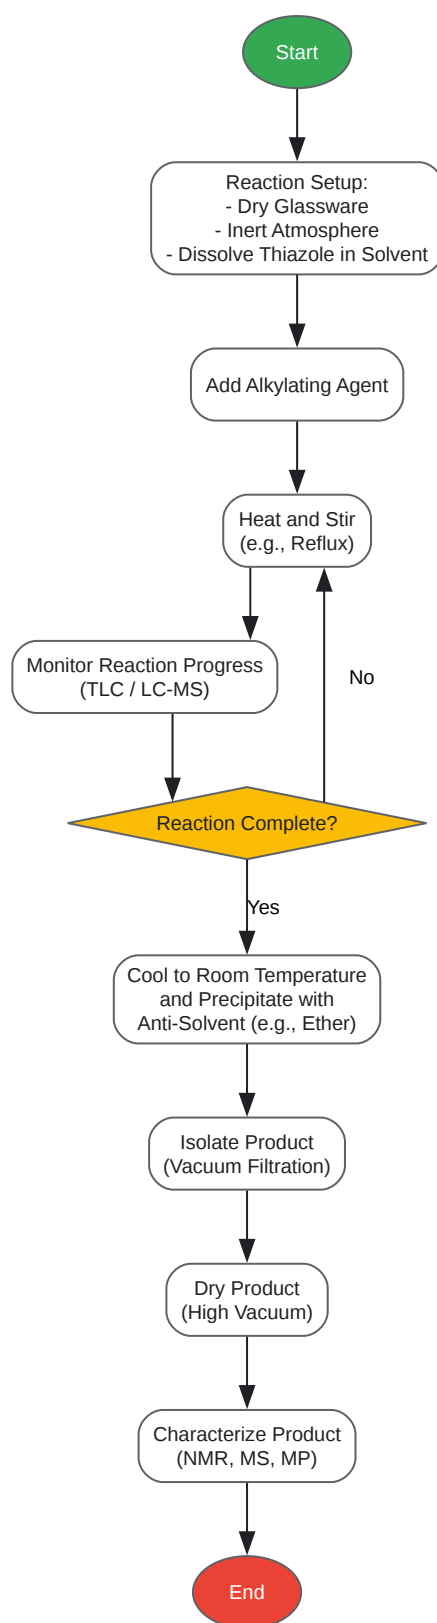 Start
Reaction Setup:
- Dry Glassware
- Inert Atmosphere
- Dissolve Thiazole in Solvent
Add Alkylating Agent
Heat and Stir
(e.g., Reflux)
Monitor Reaction Progress
(TLC / LC-MS)
No
Reaction Complete?
Yes
Cool to Room Temperature
and Precipitate with
Anti-Solvent (e.g., Ether)
Isolate Product
(Vacuum Filtration)
Dry Product
(High Vacuum)
Characterize Product
(NMR, MS, MP)
End